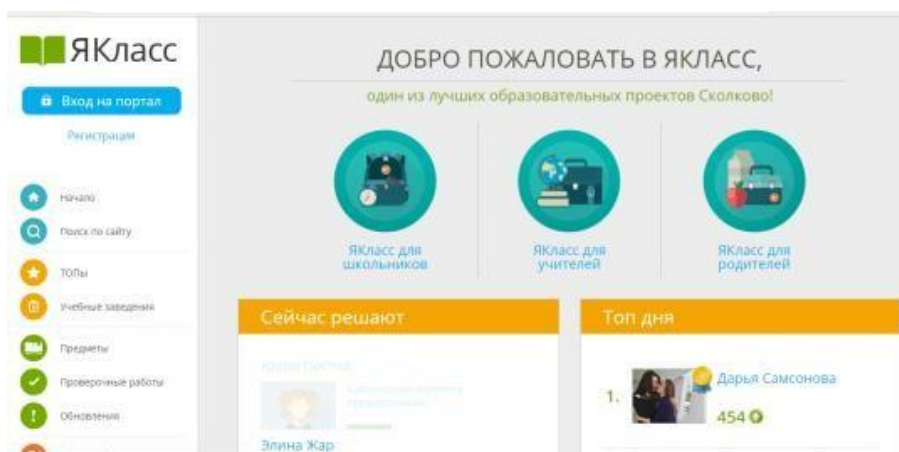 ЯКласс
Вход на портал
Регистрация
Начало
Поиск по сайту
ТОПы
Учебные заведения
Предметы
Проверочные работы
Обновления
ДОБРО ПОЖАЛОВАТЬ В ЯКЛАСС,
один из лучших образовательных проектов Сколково!
ЯКласс для
школьников
ЯКласс для
учителей
ЯКласс для
родителей
Сейчас решают
Элина Жар
Топ дня
1.
Дарья Самсонова
454